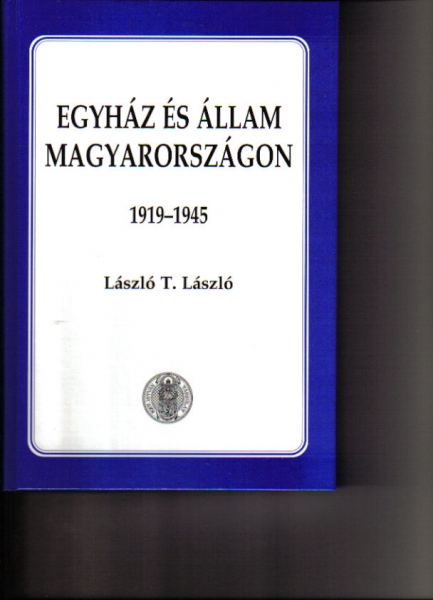 EGYHÁZ ÉS ÁLLAM
MAGYARORSZÁGON
1919–1945
László T. László